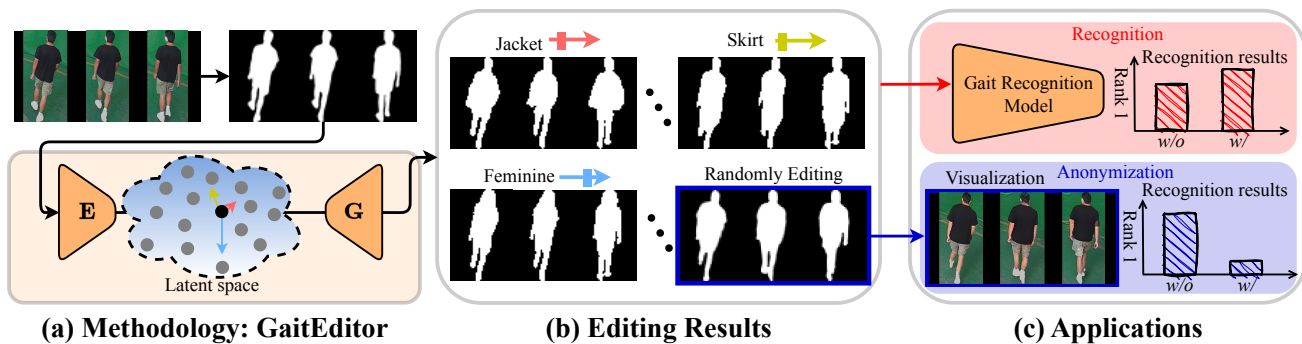 E
G
Latent space
(a) Methodology: GaitEditor
Jacket
Skirt
Feminine
Randomly Editing
(b) Editing Results
Recognition
Gait Recognition
Model
Recognition results
Rank 1
w/o
w/
Visualization
Anonymization
Recognition results
Rank 1
w/o
w/
(c) Applications